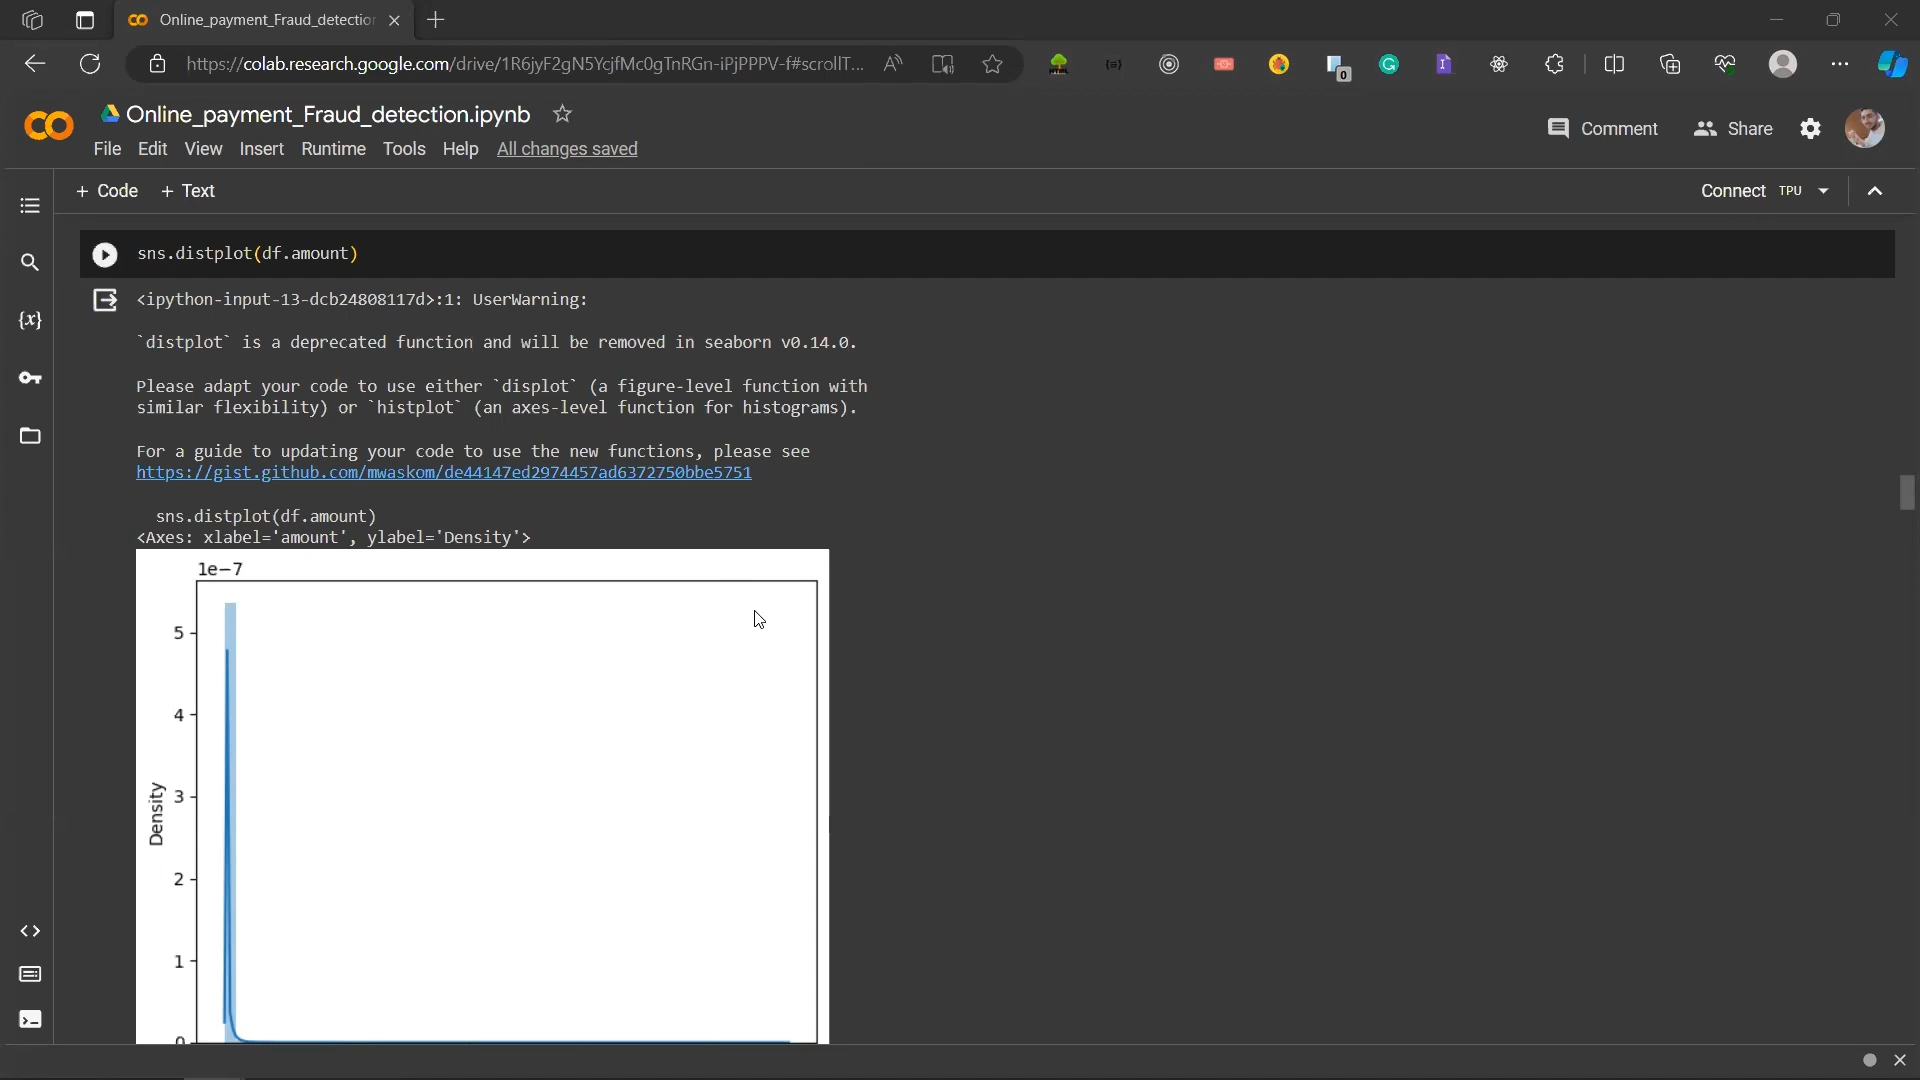 Online_payment_Fraud_detection
https://colab.research.google.com/drive/1R6jyF2gN5YcjfMc0gTnRGn-iPjPPPV-f#scrollT...
0
Online_payment_Fraud_detection.ipynb
Comment
Share
File Edit View Insert Runtime Tools Help All changes saved
+ Code + Text
Connect TPU
sns.distplot(df.amount)
<ipython-input-13-dcb24808117d>:1: UserWarning:
`distplot` is a deprecated function and will be removed in seaborn v0.14.0.
Please adapt your code to use either `displot` (a figure-level function with
similar flexibility) or `histplot` (an axes-level function for histograms).
For a guide to updating your code to use the new functions, please see
https://gist.github.com/mwaskom/de44147ed2974457ad6372750bbe5751
sns.distplot(df.amount)
<Axes: xlabel='amount', ylabel='Density'>
1e−7
5
4
3
2
1
0
Density